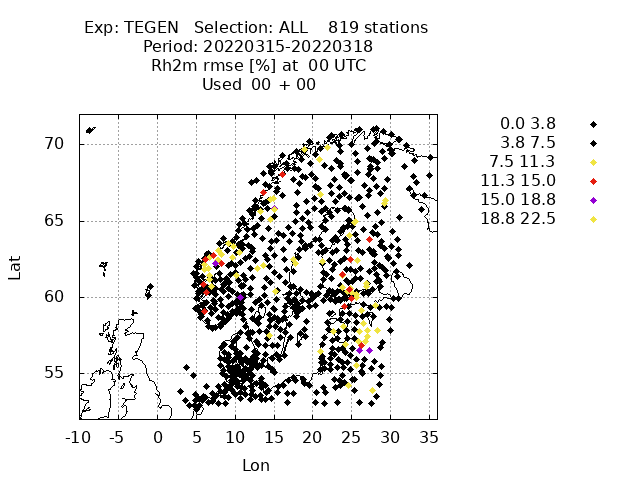 Exp: TEGEN   Selection: ALL    819 stations
Period: 20220315-20220318
Rh2m rmse [%] at  00 UTC
Used  00 + 00
0.0 3.8
3.8 7.5
7.5 11.3
11.3 15.0
15.0 18.8
18.8 22.5
70
65
60
55
Lat
-10 -5 0 5 10 15 20 25 30 35
Lon